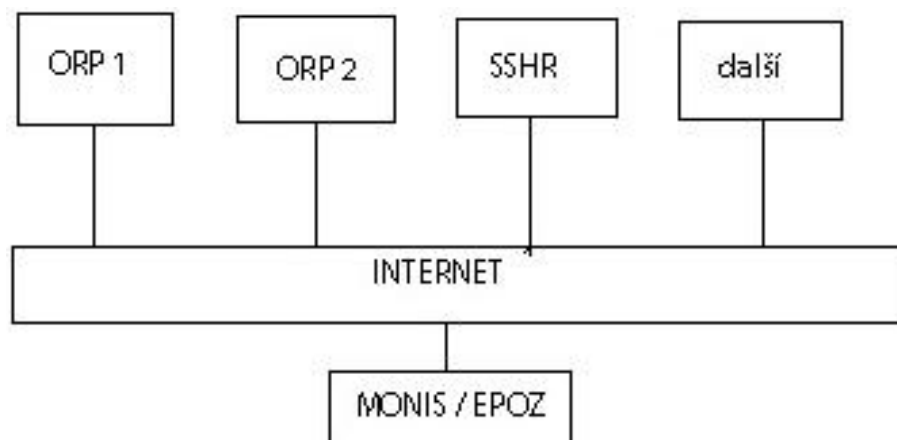 ORP 1
ORP 2
SSHR
další
INTERNET
MONIS / EPOZ